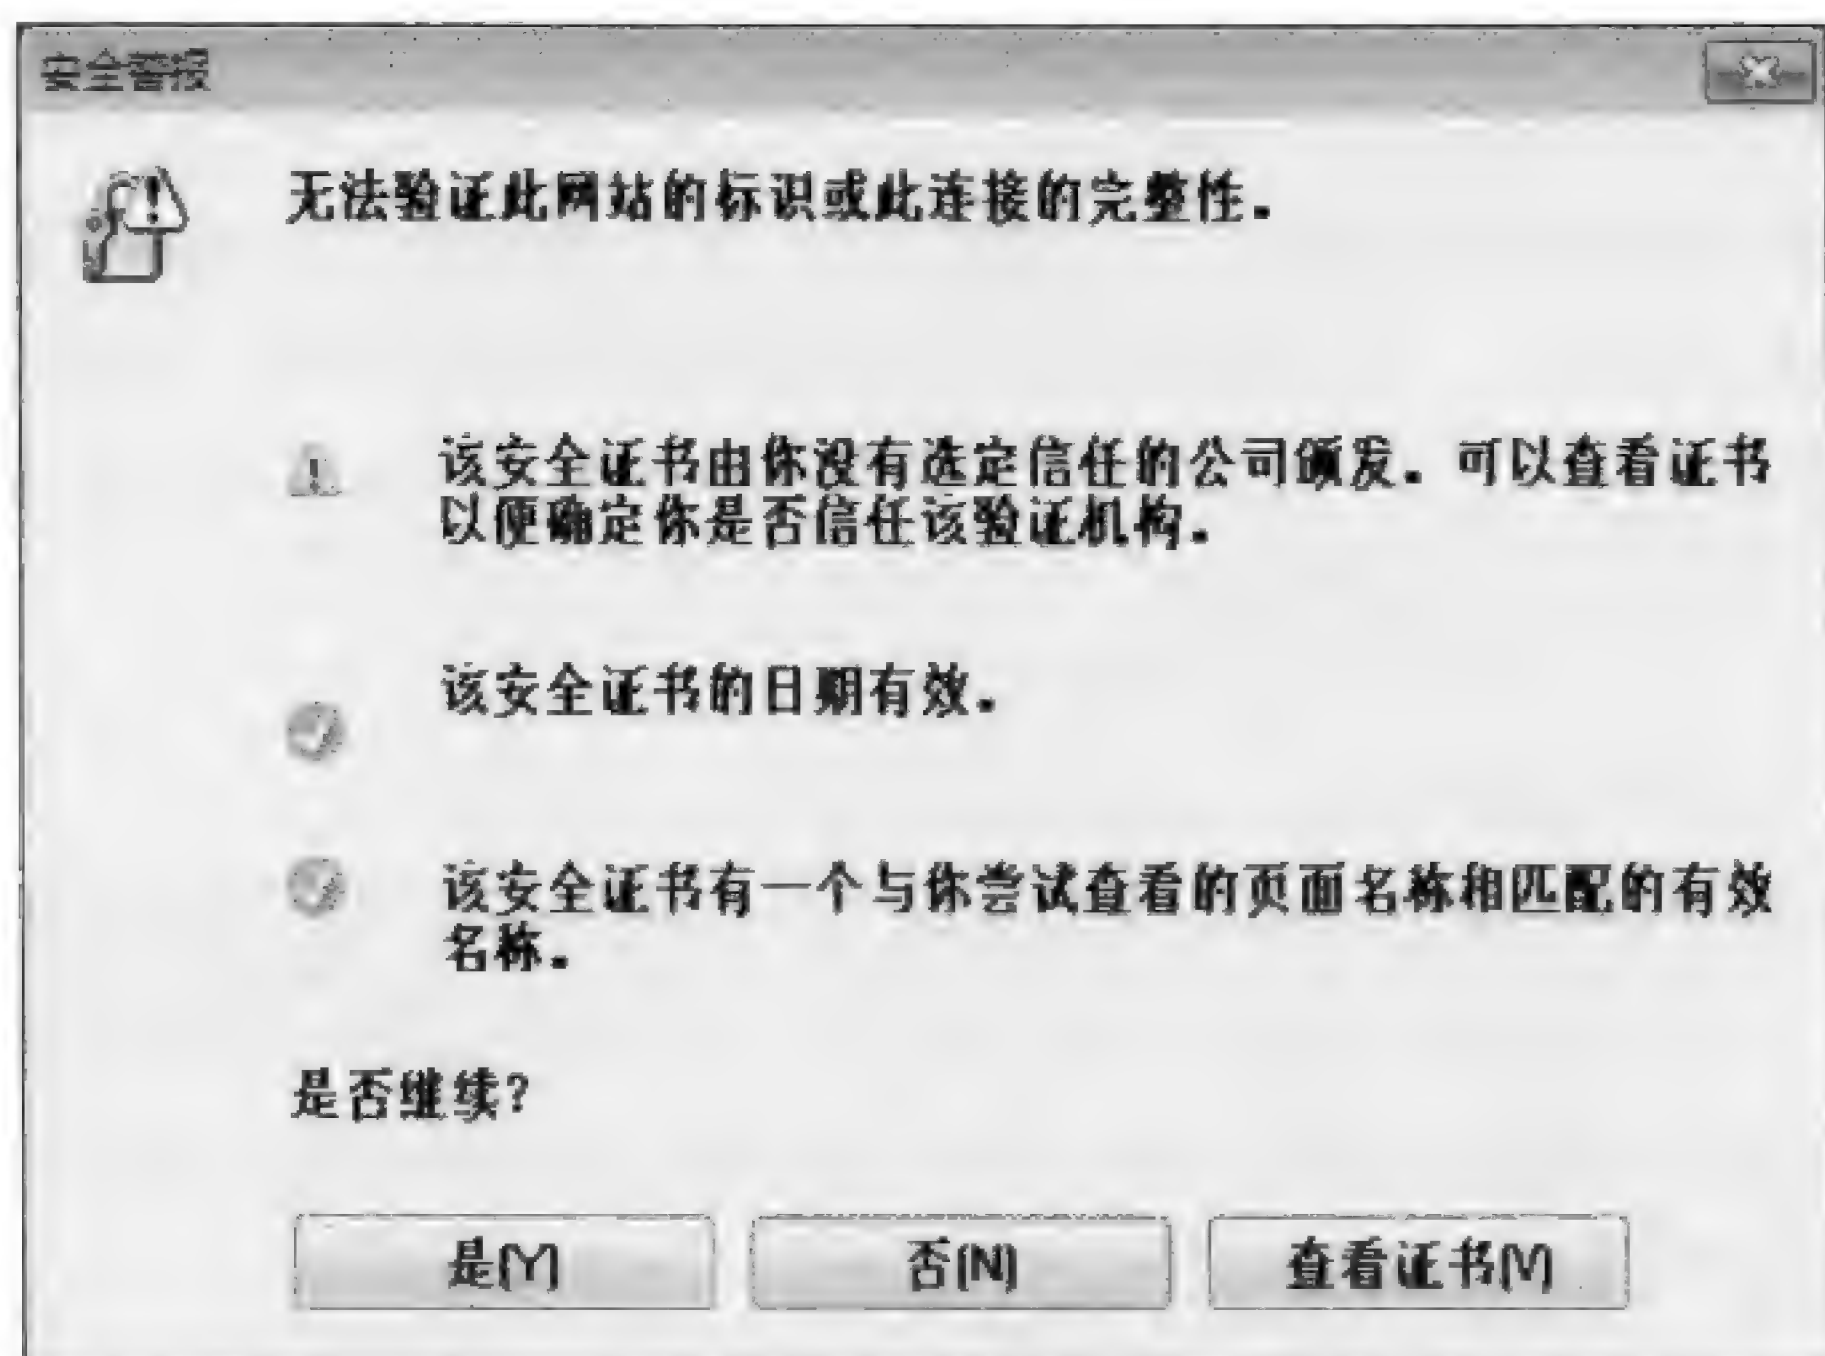 安全警报
无法验证此网站的标识或此连接的完整性。
该安全证书由你没有选定信任的公司颁发。可以查看证书
以便确定你是否信任该验证机构。
该安全证书的日期有效。
该安全证书有一个与你尝试查看的页面名称相匹配的有效
名称。
是否继续?
是(Y)
否(N)
查看证书(V)